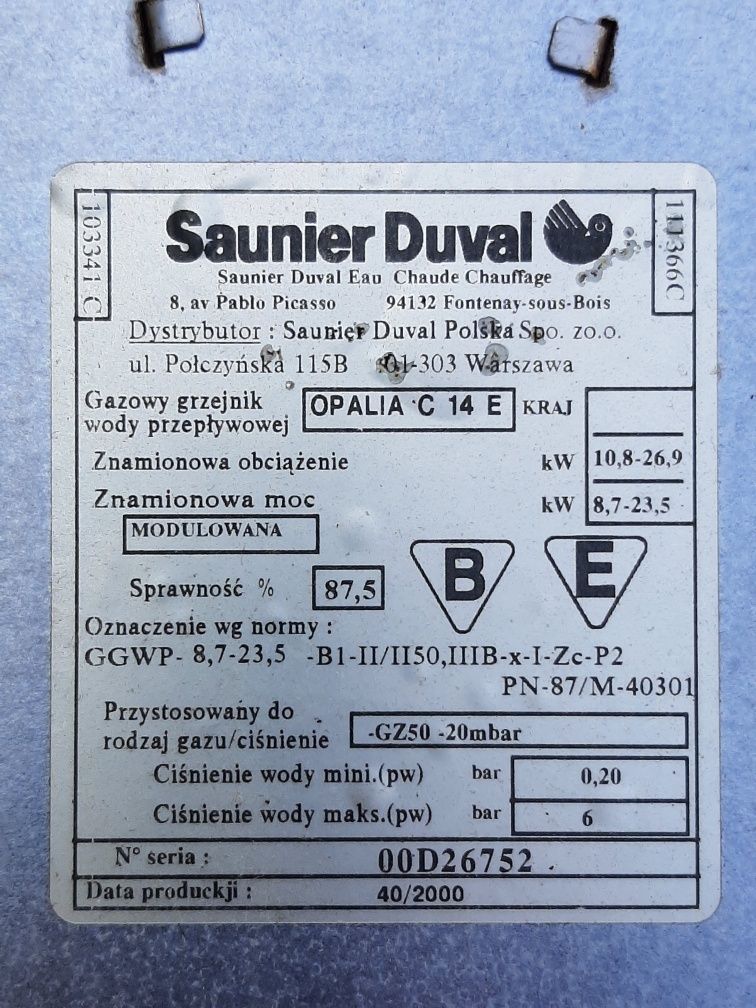 103341 C
111366C
Saunier Duval
Saunier Duval Eau Chaude Chauffage
8, av Pablo Picasso 94132 Fontenay-sous-Bois
Dystrybutor : Saunier Duval Polska Spo. zo.o.
ul. Połczyńska 115B 01-303 Warszawa
Gazowy grzejnik
wody przepływowej
OPALIA C 14 E KRAJ
Znamionowa obciążenie kW 10,8-26,9
Znamionowa moc kW 8,7-23,5
MODULOWANA
B E
Sprawność % 87,5
Oznaczenie wg normy :
GGWP- 8,7-23,5 -B1-II/II50,IIIB-x-I-Zc-P2
PN-87/M-40301
Przystosowany do
rodzaj gazu/ciśnienie -GZ50 -20mbar
Ciśnienie wody mini.(pw) bar 0,20
Ciśnienie wody maks.(pw) bar 6
N° seria : 00D26752
Data produckji : 40/2000